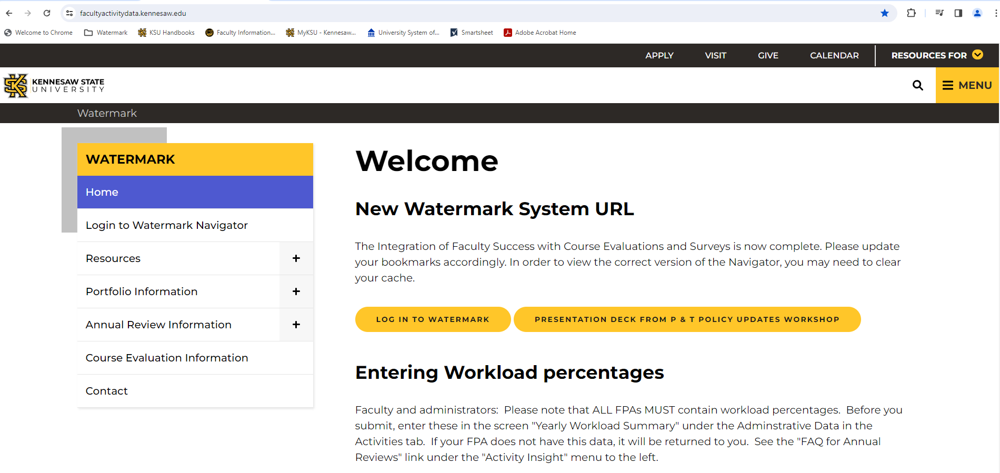 facultyactivitydata.kennesaw.edu
Welcome to Chrome Watermark KSU Handbooks Faculty Information... MyKSU - Kennesaw... University System of... Smartsheet Adobe Acrobat Home
APPLY VISIT GIVE CALENDAR RESOURCES FOR
KENNESAW STATE
UNIVERSITY
MENU
Watermark
WATERMARK
Home
Login to Watermark Navigator
Resources
Portfolio Information
Annual Review Information
Course Evaluation Information
Contact
Welcome
New Watermark System URL
The Integration of Faculty Success with Course Evaluations and Surveys is now complete. Please update
your bookmarks accordingly. In order to view the correct version of the Navigator, you may need to clear
your cache.
LOG IN TO WATERMARK PRESENTATION DECK FROM P & T POLICY UPDATES WORKSHOP
Entering Workload percentages
Faculty and administrators:  Please note that ALL FPAs MUST contain workload percentages.  Before you
submit, enter these in the screen "Yearly Workload Summary" under the Adminstrative Data in the
Activities tab.  If your FPA does not have this data, it will be returned to you.  See the "FAQ for Annual
Reviews" link under the "Activity Insight" menu to the left.